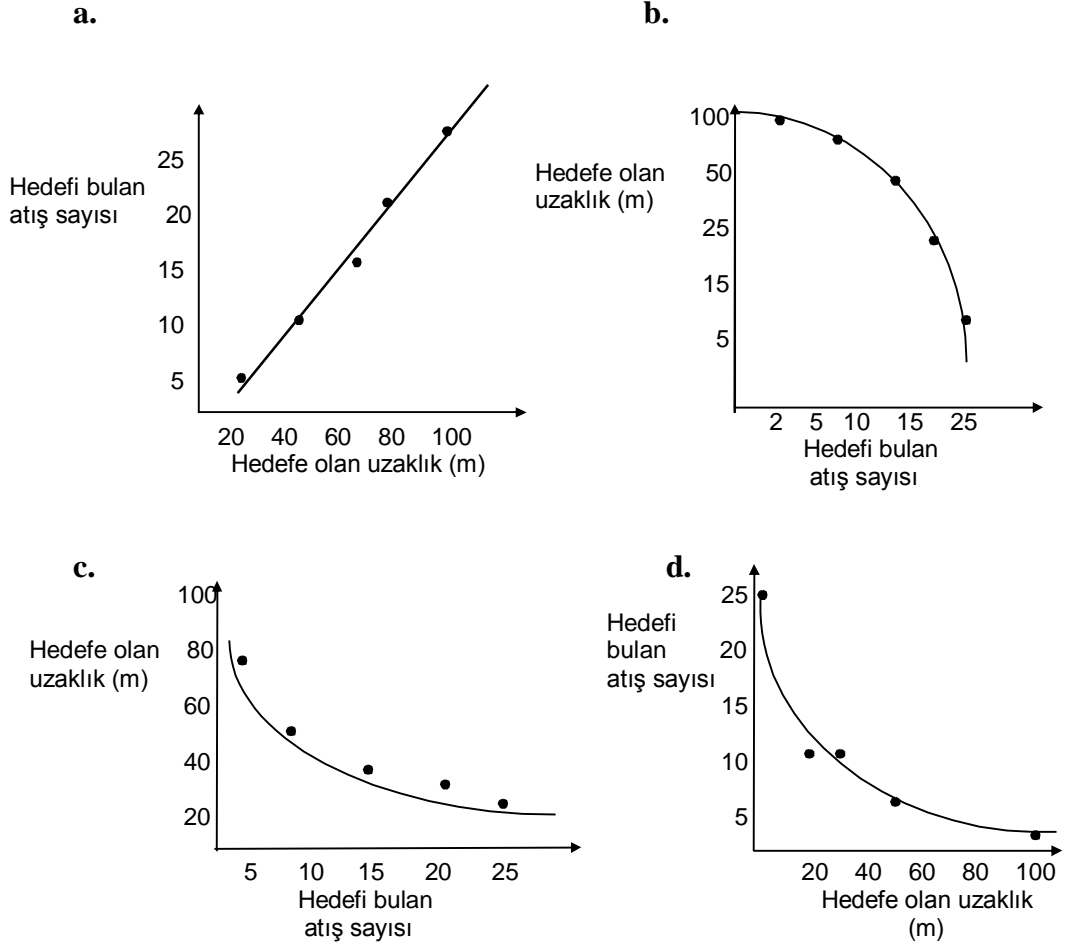 a.
25
20
15
10
5
Hedefi bulan
atış sayısı
20 40 60 80 100
Hedefe olan uzaklık (m)
b.
100
50
25
15
5
Hedefe olan
uzaklık (m)
2 5 10 15 25
Hedefi bulan
atış sayısı
c.
100
80
60
40
20
Hedefe olan
uzaklık (m)
5 10 15 20 25
Hedefi bulan
atış sayısı
d.
25
20
15
10
5
Hedefi
bulan
atış sayısı
20 40 60 80 100
Hedefe olan uzaklık
(m)